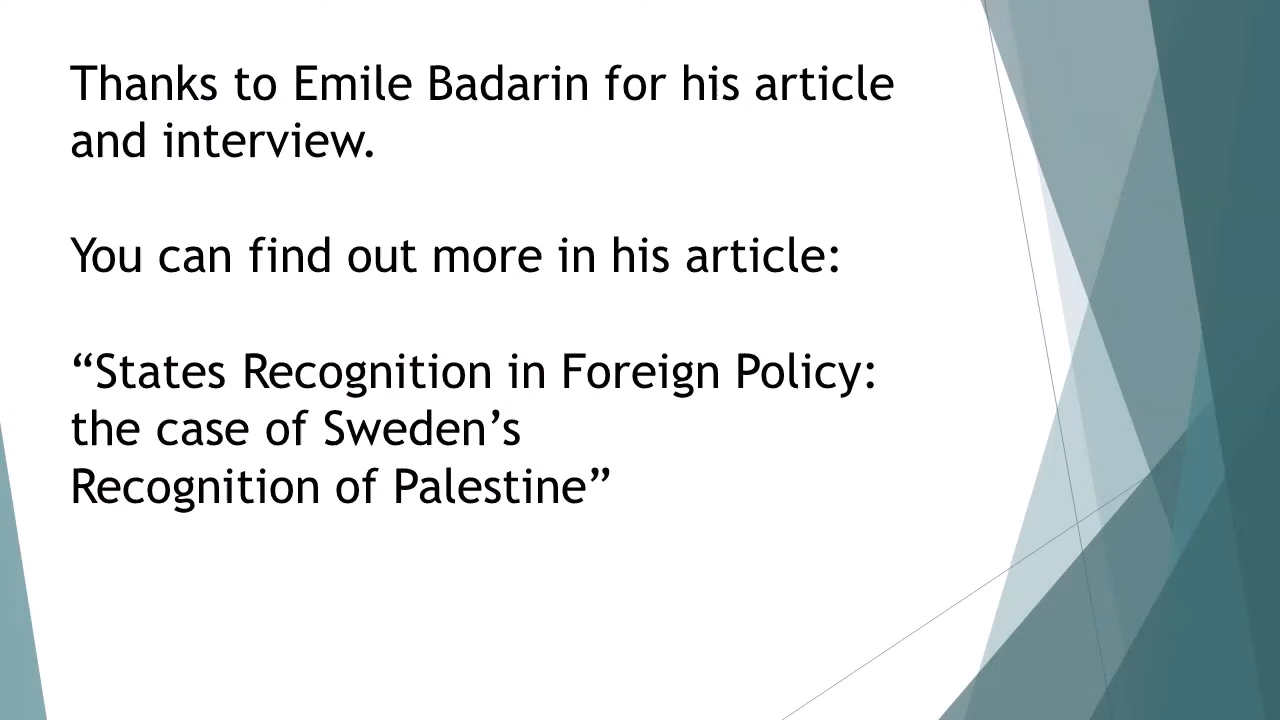 Thanks to Emile Badarin for his article
and interview.
You can find out more in his article:
“States Recognition in Foreign Policy:
the case of Sweden’s
Recognition of Palestine”